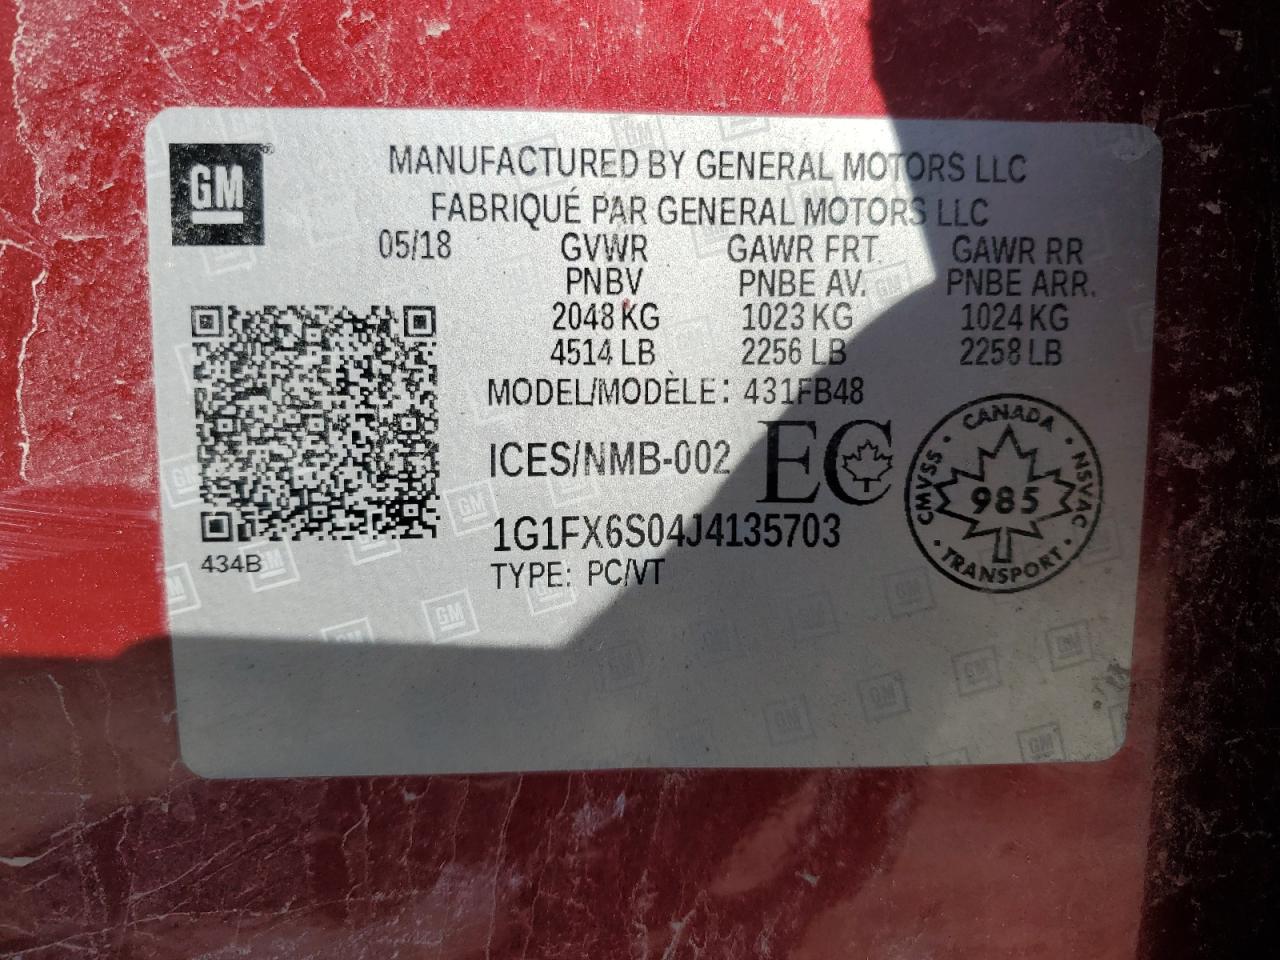 GM
MANUFACTURED BY GENERAL MOTORS LLC
FABRIQUÉ PAR GENERAL MOTORS LLC
05/18 GVWR GAWR FRT. GAWR RR
PNBV PNBE AV. PNBE ARR.
2048 KG 1023 KG 1024 KG
4514 LB 2256 LB 2258 LB
MODEL/MODÈLE: 431FB48
ICES/NMB-002 EC
1G1FX6S04J4135703
TYPE: PC/VT
434B
CANADA
CMVSS 985 NSVAC
TRANSPORT